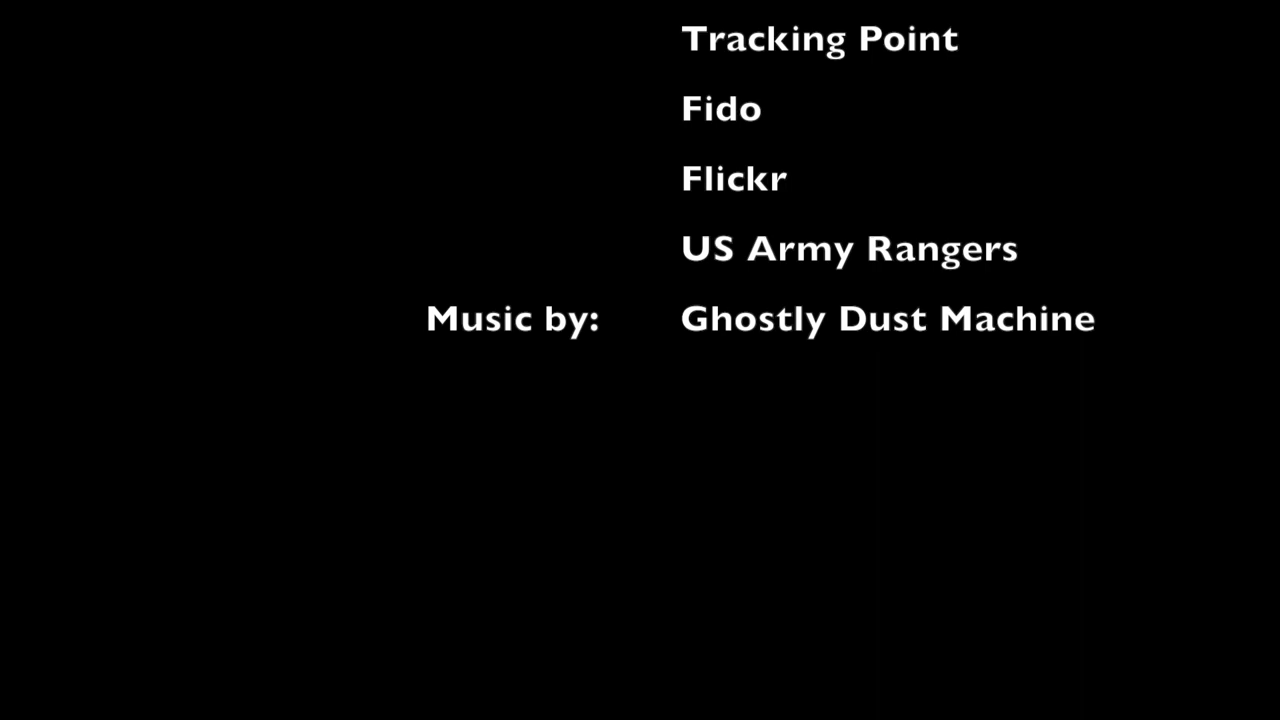 Tracking Point
Fido
Flickr
US Army Rangers
Music by: Ghostly Dust Machine